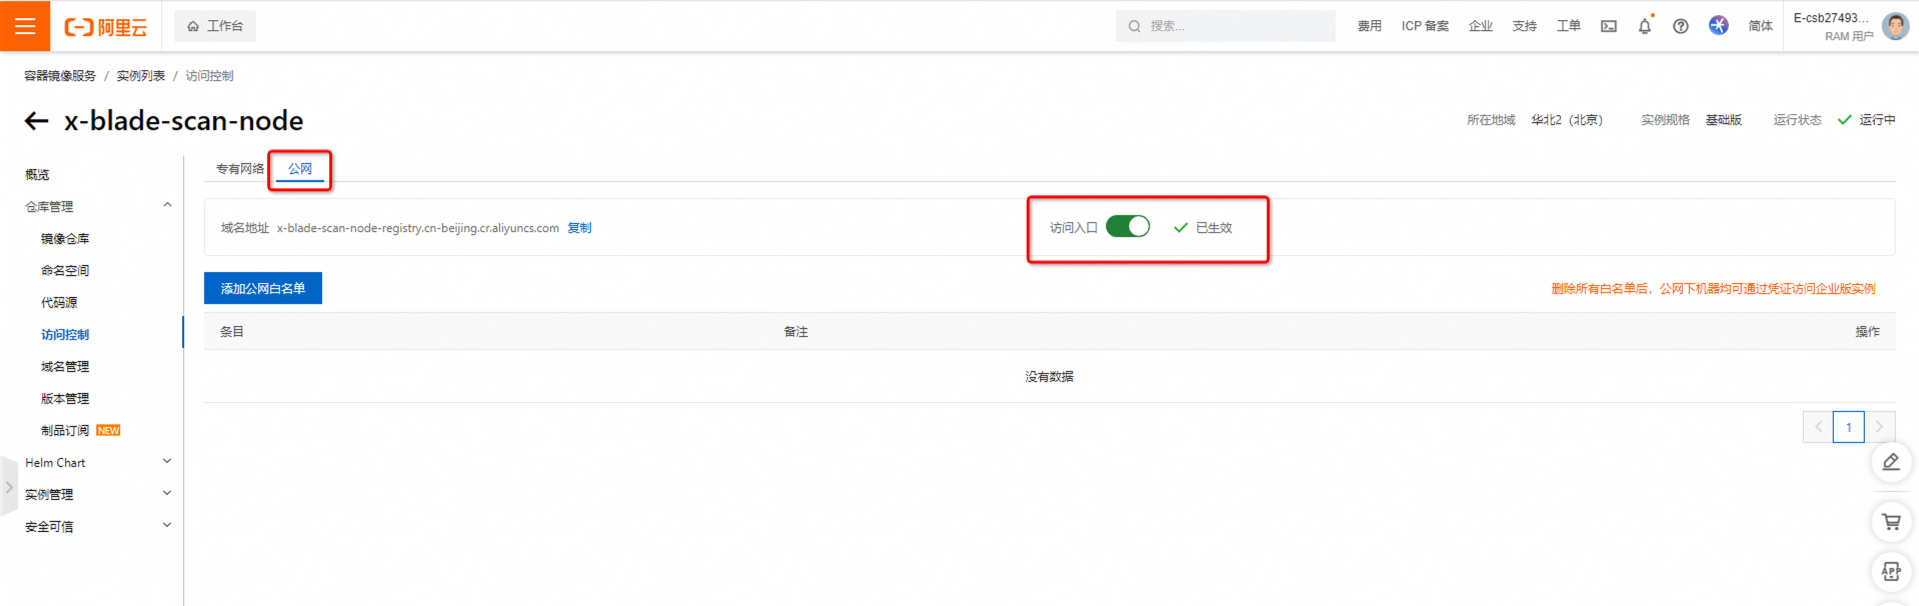 阿里云
工作台
搜索...
费用
ICP 备案
企业
支持
工单
简体
E-csb27493...
RAM 用户
容器镜像服务 / 实例列表 / 访问控制
x-blade-scan-node
所在地域 华北2（北京）
实例规格 基础版
运行状态 运行中
概览
仓库管理
镜像仓库
命名空间
代码源
访问控制
域名管理
版本管理
制品订阅 NEW
Helm Chart
实例管理
安全可信
专有网络
公网
域名地址 x-blade-scan-node-registry.cn-beijing.cr.aliyuncs.com 复制
访问入口 已生效
添加公网白名单
删除所有白名单后，公网下机器均可通过凭证访问企业版实例
条目 备注 操作
没有数据
1
APP